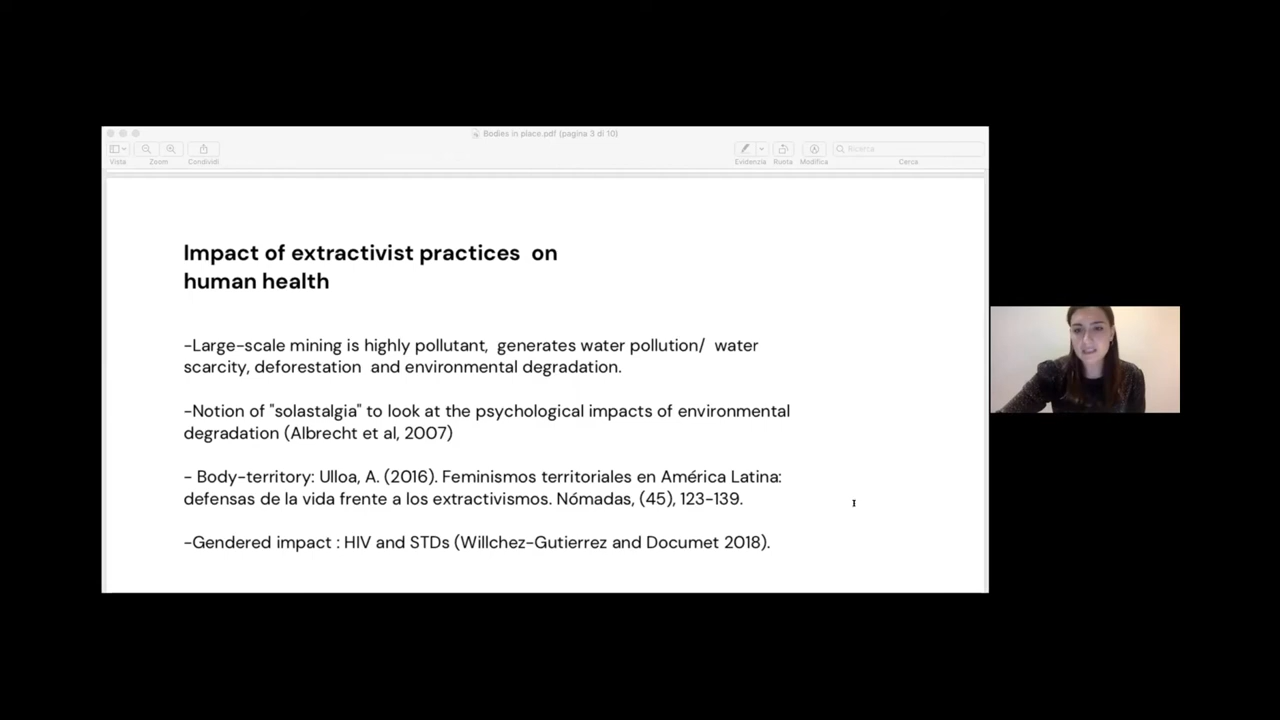 Bodies in place.pdf (pagina 3 di 10)
Vista Zoom Condividi Evidenzia Ruota Modifica Cerca
Ricerca
Impact of extractivist practices on
human health
-Large-scale mining is highly pollutant, generates water pollution/ water
scarcity, deforestation and environmental degradation.
-Notion of "solastalgia" to look at the psychological impacts of environmental
degradation (Albrecht et al, 2007)
- Body-territory: Ulloa, A. (2016). Feminismos territoriales en América Latina:
defensas de la vida frente a los extractivismos. Nómadas, (45), 123-139.
-Gendered impact : HIV and STDs (Willchez-Gutierrez and Documet 2018).